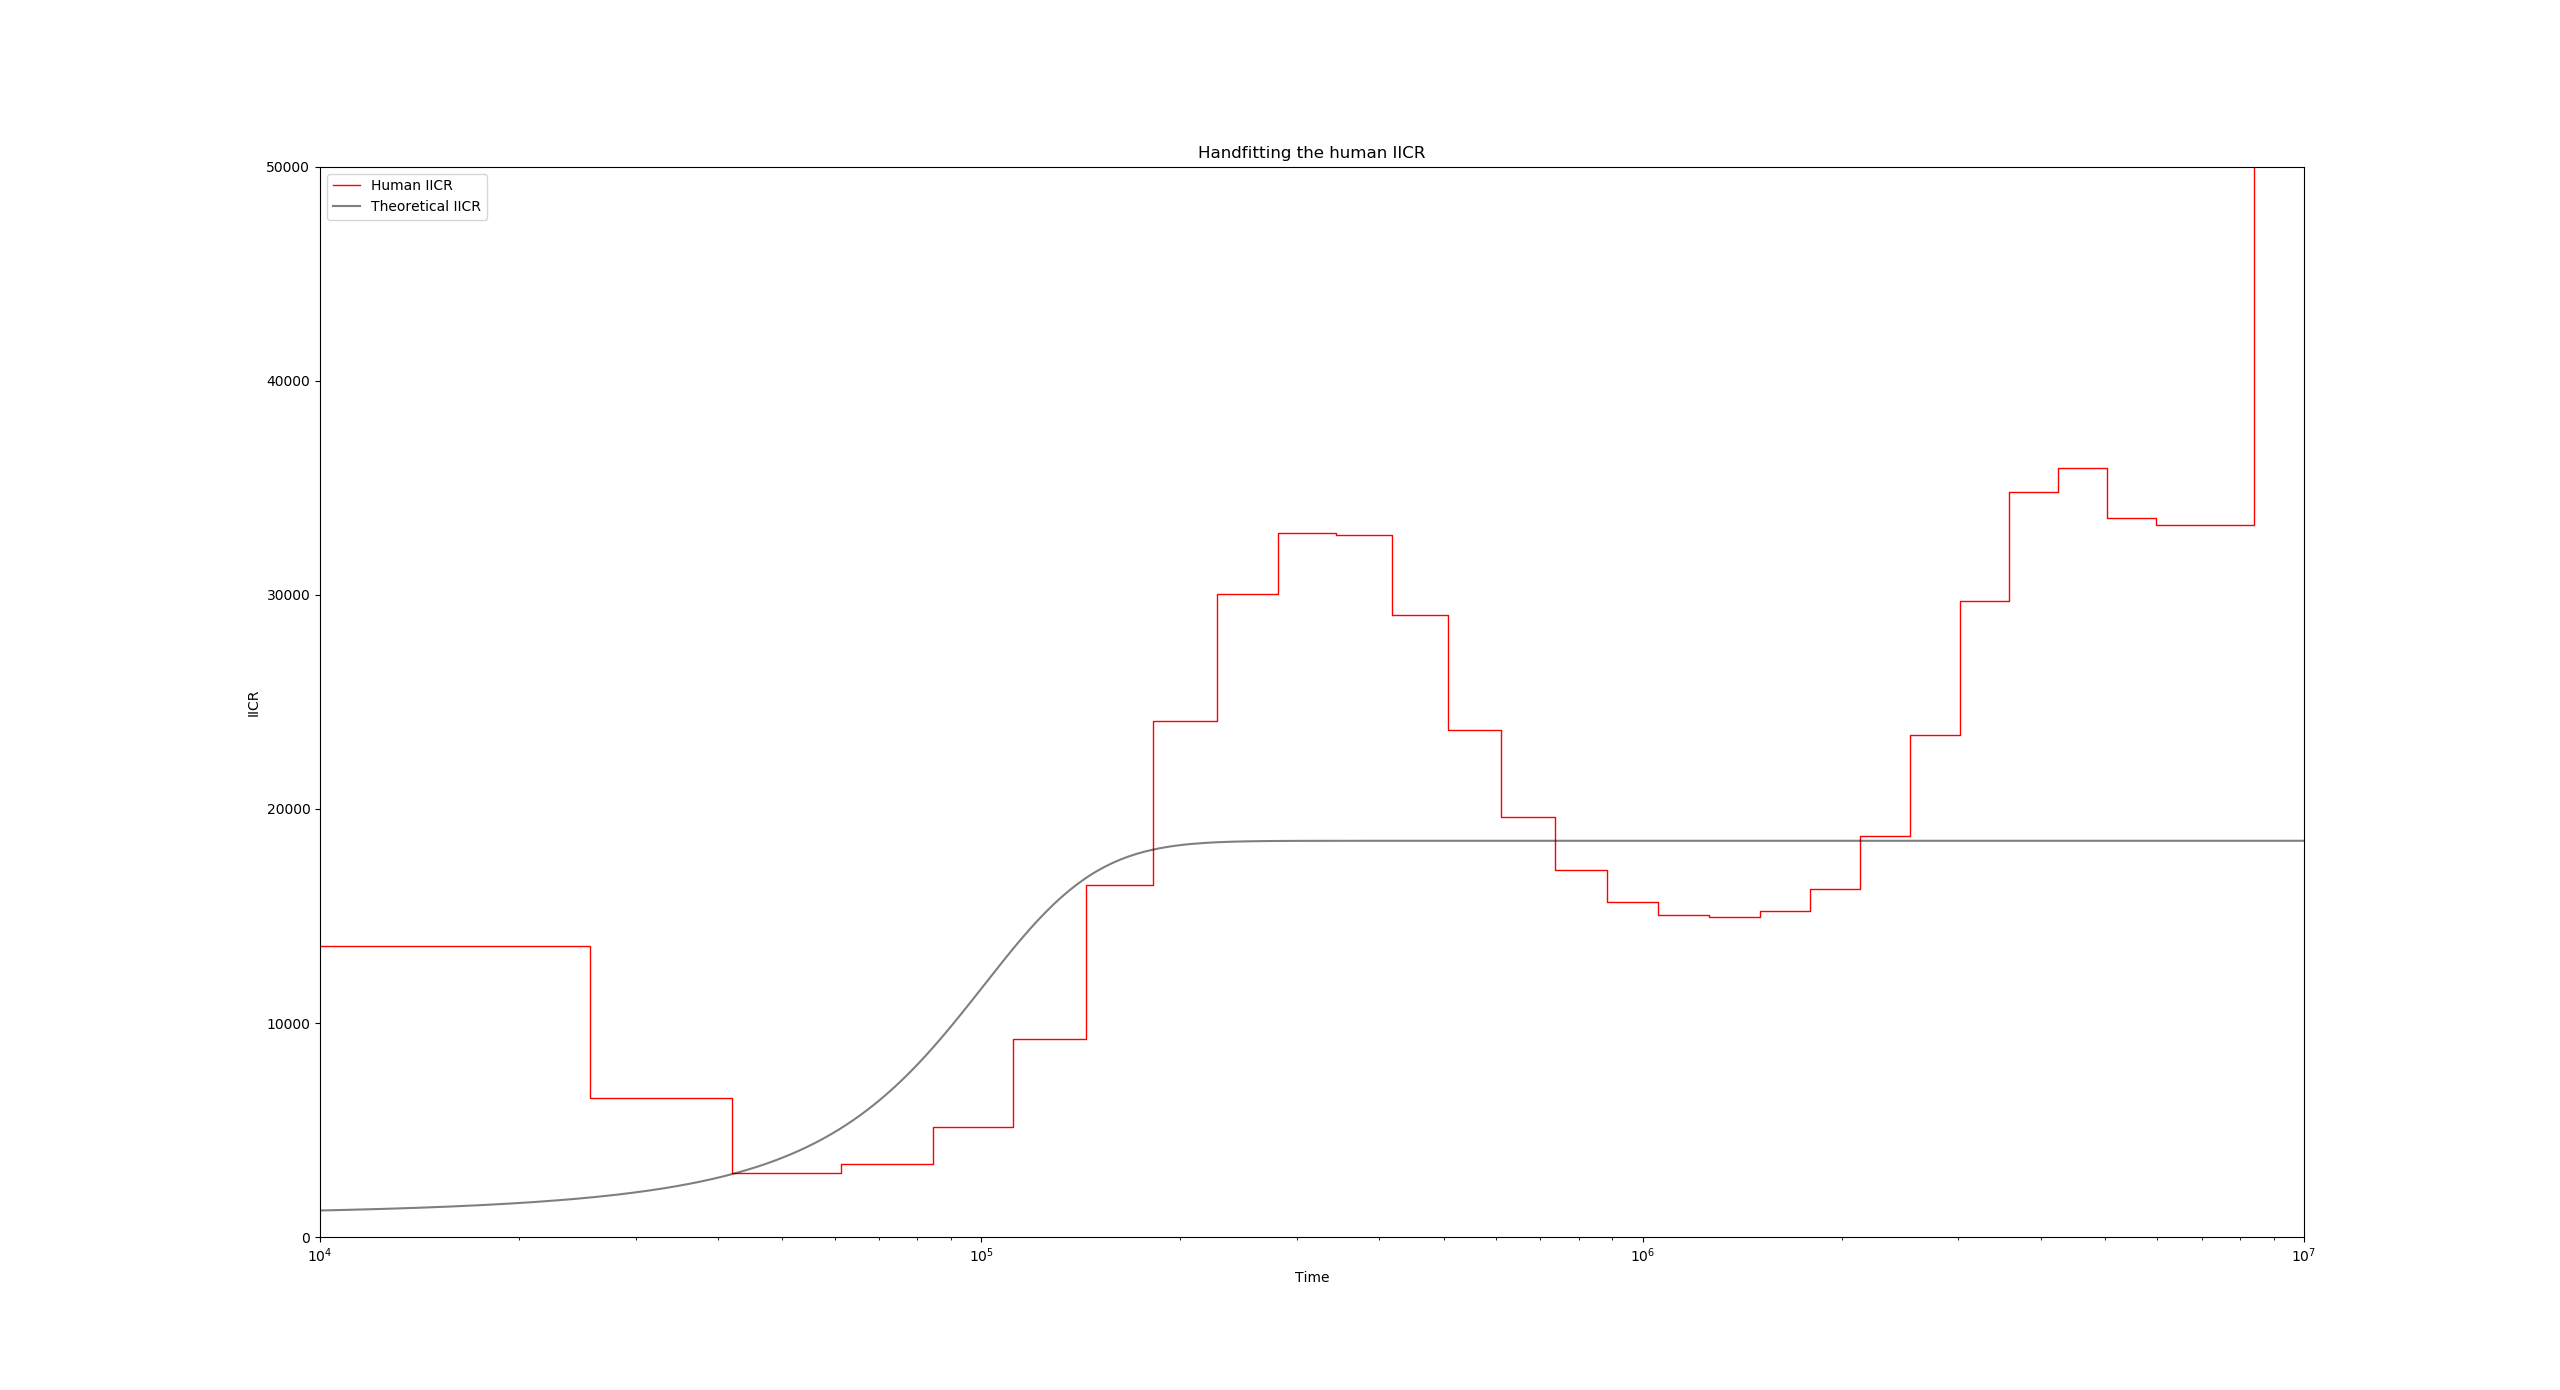 Handfitting the human IICR
50000
40000
30000
20000
10000
0
Human IICR
Theoretical IICR
IICR
10⁴
10⁵
10⁶
10⁷
Time